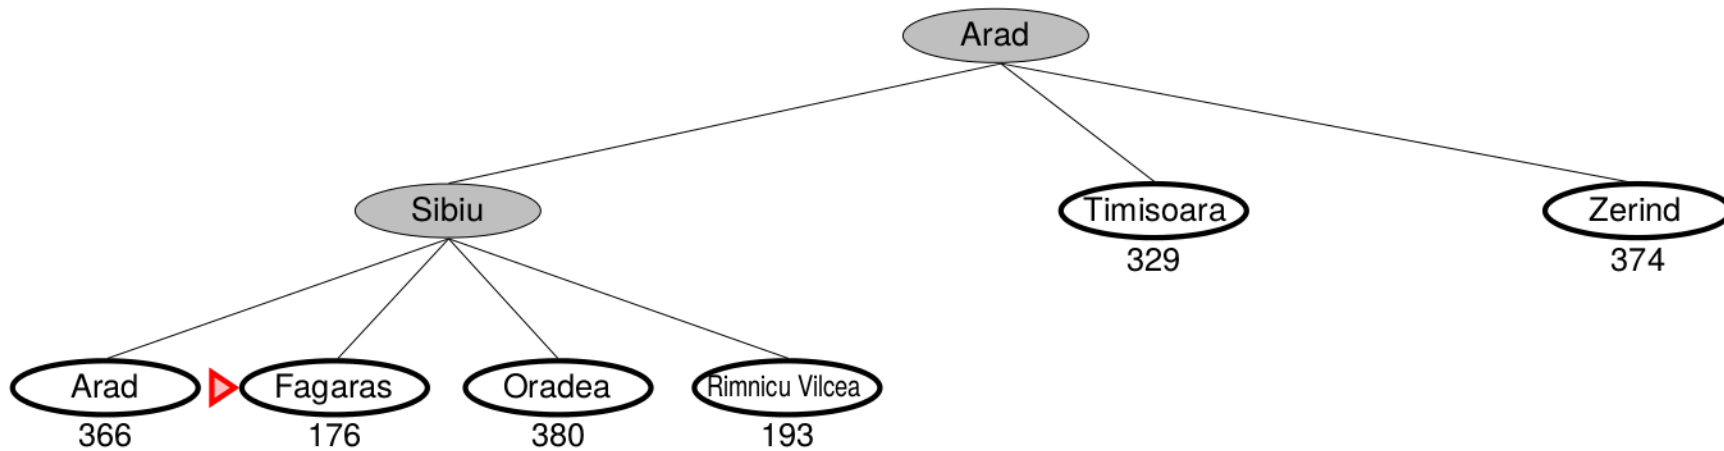 Arad
Sibiu
Timisoara
Zerind
329
374
Arad
Fagaras
Oradea
Rimnicu Vilcea
366
176
380
193